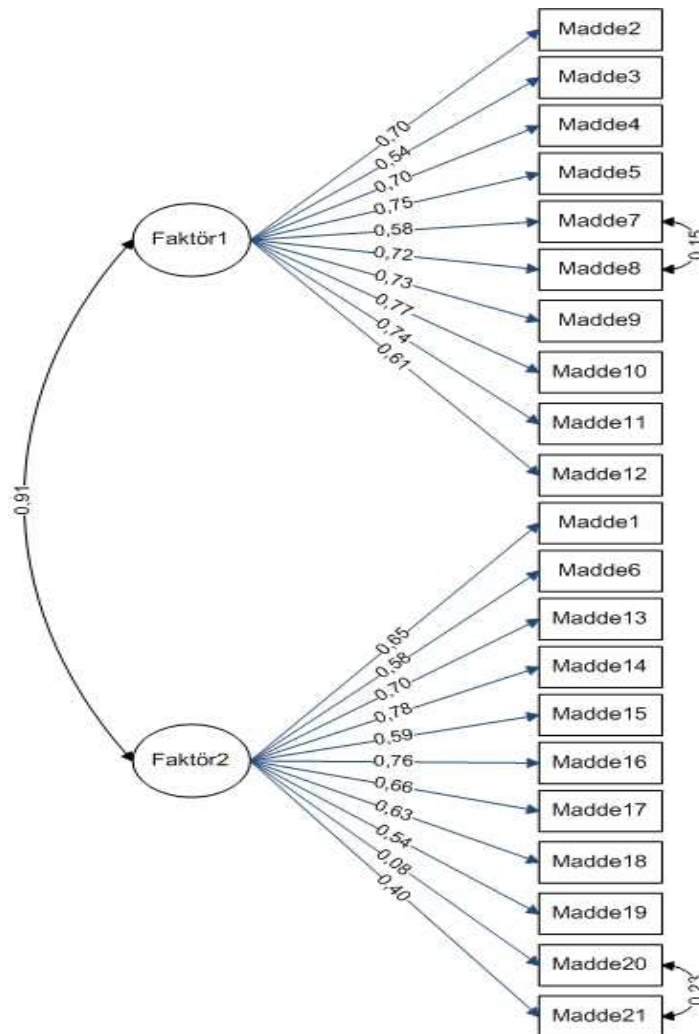 Madde2
Madde3
Madde4
Madde5
Madde7
Madde8
Madde9
Madde10
Madde11
Madde12
Madde1
Madde6
Madde13
Madde14
Madde15
Madde16
Madde17
Madde18
Madde19
Madde20
Madde21
Faktör1
Faktör2
0,70
0,54
0,70
0,75
0,58
0,72
0,73
0,77
0,74
0,61
0,65
0,58
0,70
0,78
0,59
0,76
0,66
0,63
0,54
0,08
0,40
0,91
0,15
0,23